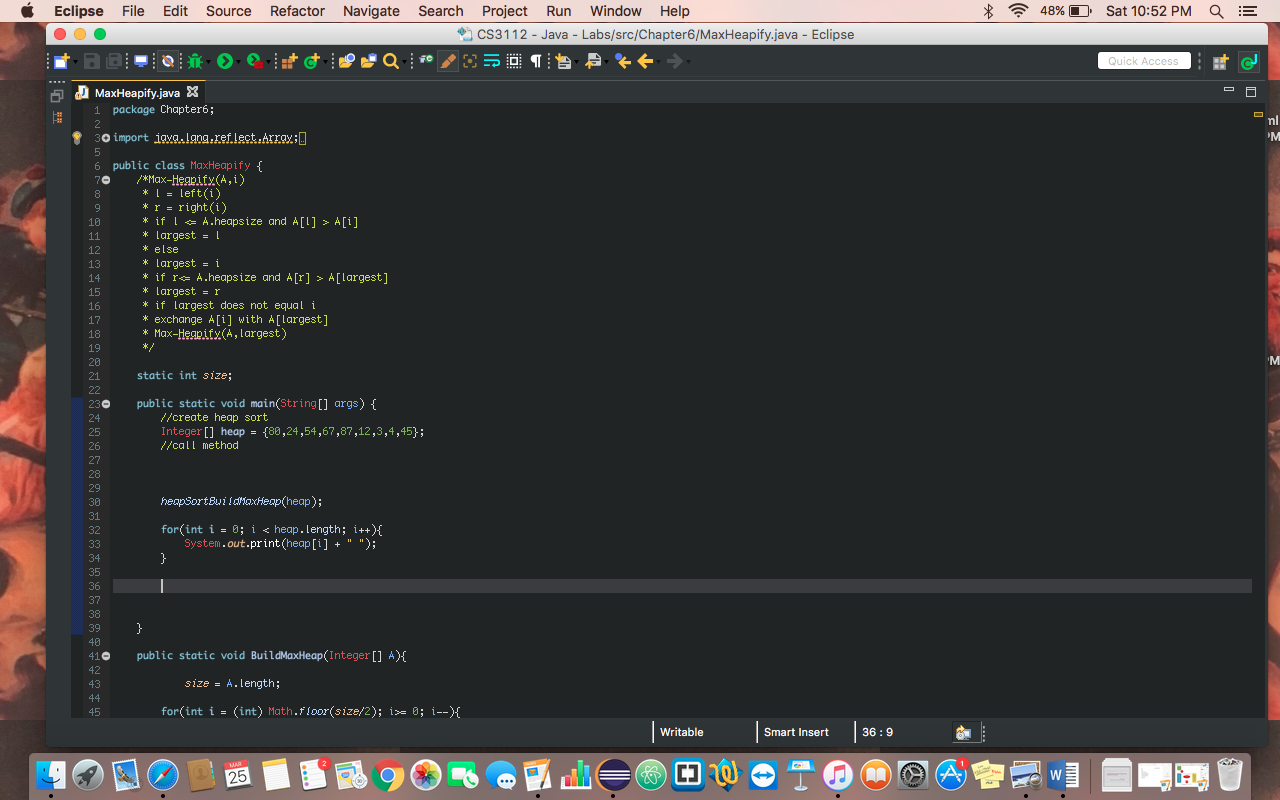 Eclipse File Edit Source Refactor Navigate Search Project Run Window Help 48% Sat 10:52 PM
CS3112 - Java - Labs/src/Chapter6/MaxHeapify.java - Eclipse
Quick Access
MaxHeapify.java
1 package Chapter6;
2
3 import java.lang.reflect.Array;
5
6 public class MaxHeapify {
7 /*Max-Heapify(A,i)
8 * l = left(i)
9 * r = right(i)
10 * if l <= A.heapsize and A[l] > A[i]
11 * largest = l
12 * else
13 * largest = i
14 * if r<= A.heapsize and A[r] > A[largest]
15 * largest = r
16 * if largest does not equal i
17 * exchange A[i] with A[largest]
18 * Max-Heapify(A,largest)
19 */
20
21 static int size;
22
23 public static void main(String[] args) {
24 //create heap sort
25 Integer[] heap = {80,24,54,67,87,12,3,4,45};
26 //call method
27
28
29
30 heapSortBuildMaxHeap(heap);
31
32 for(int i = 0; i < heap.length; i++){
33 System.out.print(heap[i] + " ");
34 }
35
36
37
38
39 }
40
41 public static void BuildMaxHeap(Integer[] A){
42
43 size = A.length;
44
45 for(int i = (int) Math.floor(size/2); i>= 0; i--){
ml
PM
PM
Writable Smart Insert 36 : 9
MAR
25
2
30
1
W